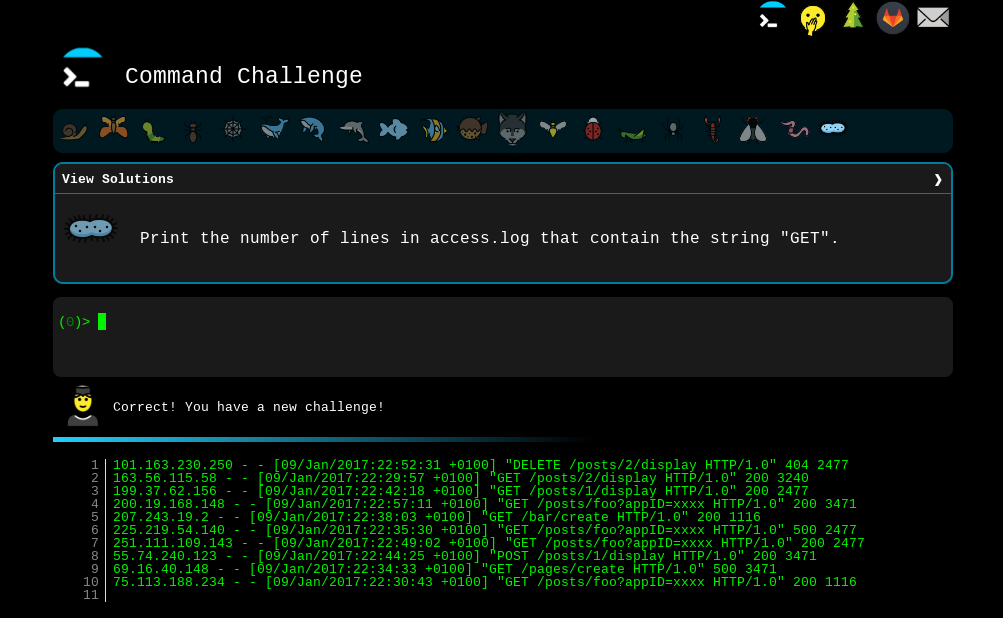 Command Challenge
View Solutions ❯
Print the number of lines in access.log that contain the string "GET".
(0)>
Correct! You have a new challenge!
1 101.163.230.250 - - [09/Jan/2017:22:52:31 +0100] "DELETE /posts/2/display HTTP/1.0" 404 2477
2 163.56.115.58 - - [09/Jan/2017:22:29:57 +0100] "GET /posts/2/display HTTP/1.0" 200 3240
3 199.37.62.156 - - [09/Jan/2017:22:42:18 +0100] "GET /posts/1/display HTTP/1.0" 200 2477
4 200.19.168.148 - - [09/Jan/2017:22:57:11 +0100] "GET /posts/foo?appID=xxxx HTTP/1.0" 200 3471
5 207.243.19.2 - - [09/Jan/2017:22:38:03 +0100] "GET /bar/create HTTP/1.0" 200 1116
6 225.219.54.140 - - [09/Jan/2017:22:35:30 +0100] "GET /posts/foo?appID=xxxx HTTP/1.0" 500 2477
7 251.111.109.143 - - [09/Jan/2017:22:49:02 +0100] "GET /posts/foo?appID=xxxx HTTP/1.0" 200 2477
8 55.74.240.123 - - [09/Jan/2017:22:44:25 +0100] "POST /posts/1/display HTTP/1.0" 200 3471
9 69.16.40.148 - - [09/Jan/2017:22:34:33 +0100] "GET /pages/create HTTP/1.0" 500 3471
10 75.113.188.234 - - [09/Jan/2017:22:30:43 +0100] "GET /posts/foo?appID=xxxx HTTP/1.0" 200 1116
11